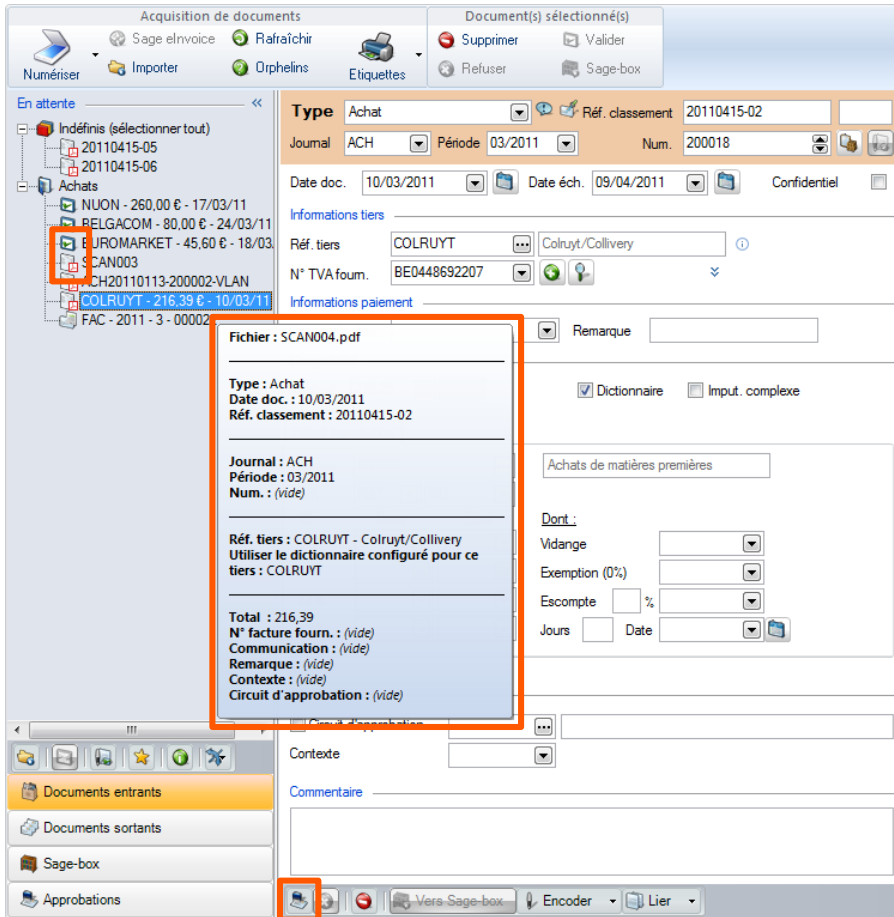 Acquisition de documents
Document(s) sélectionné(s)
Numériser
Sage eInvoice
Rafraîchir
Importer
Orphelins
Etiquettes
Supprimer
Valider
Refuser
Sage-box
En attente
Indéfinis (sélectionner tout)
20110415-05
20110415-06
Achats
NUON - 260,00 € - 17/03/11
BELGACOM - 80,00 € - 24/03/11
EUROMARKET - 45,60 € - 18/03
SCAN003
ACH20110113-200002-VLAN
COLRUYT - 216,39 € - 10/03/11
FAC - 2011 - 3 - 00002
Type Achat Réf. classement 20110415-02
Journal ACH Période 03/2011 Num. 200018
Date doc. 10/03/2011 Date éch. 09/04/2011 Confidentiel
Informations tiers
Réf. tiers COLRUYT Colruyt/Collivery
N° TVA fourn. BE0448692207
Informations paiement
Remarque
Dictionnaire Imput. complexe
Achats de matières premières
Dont :
Vidange
Exemption (0%)
Escompte %
Jours Date
Fichier : SCAN004.pdf
Type : Achat
Date doc. : 10/03/2011
Réf. classement : 20110415-02
Journal : ACH
Période : 03/2011
Num. : (vide)
Réf. tiers : COLRUYT - Colruyt/Collivery
Utiliser le dictionnaire configuré pour ce
tiers : COLRUYT
Total : 216,39
N° facture fourn. : (vide)
Communication : (vide)
Remarque : (vide)
Contexte : (vide)
Circuit d'approbation : (vide)
Circuit d'approbation
Contexte
Commentaire
Documents entrants
Documents sortants
Sage-box
Approbations
Vers Sage-box
Encoder
Lier